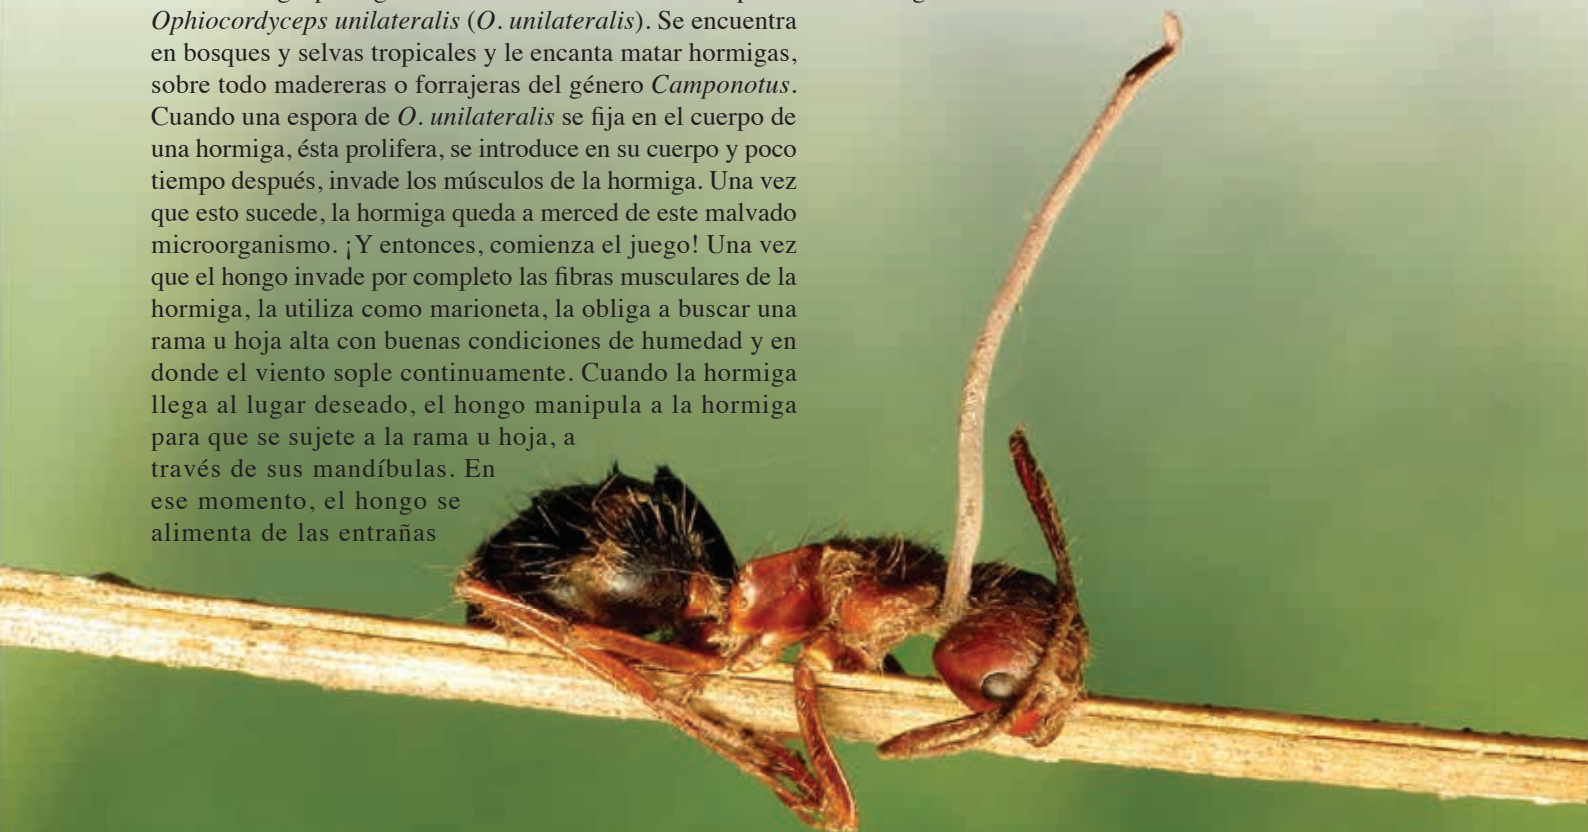 Ophiocordyceps unilateralis (O. unilateralis). Se encuentra
en bosques y selvas tropicales y le encanta matar hormigas,
sobre todo madereras o forrajeras del género Camponotus.
Cuando una espora de O. unilateralis se fija en el cuerpo de
una hormiga, ésta prolifera, se introduce en su cuerpo y poco
tiempo después, invade los músculos de la hormiga. Una vez
que esto sucede, la hormiga queda a merced de este malvado
microorganismo. ¡Y entonces, comienza el juego! Una vez
que el hongo invade por completo las fibras musculares de la
hormiga, la utiliza como marioneta, la obliga a buscar una
rama u hoja alta con buenas condiciones de humedad y en
donde el viento sople continuamente. Cuando la hormiga
llega al lugar deseado, el hongo manipula a la hormiga
para que se sujete a la rama u hoja, a
través de sus mandíbulas. En
ese momento, el hongo se
alimenta de las entrañas